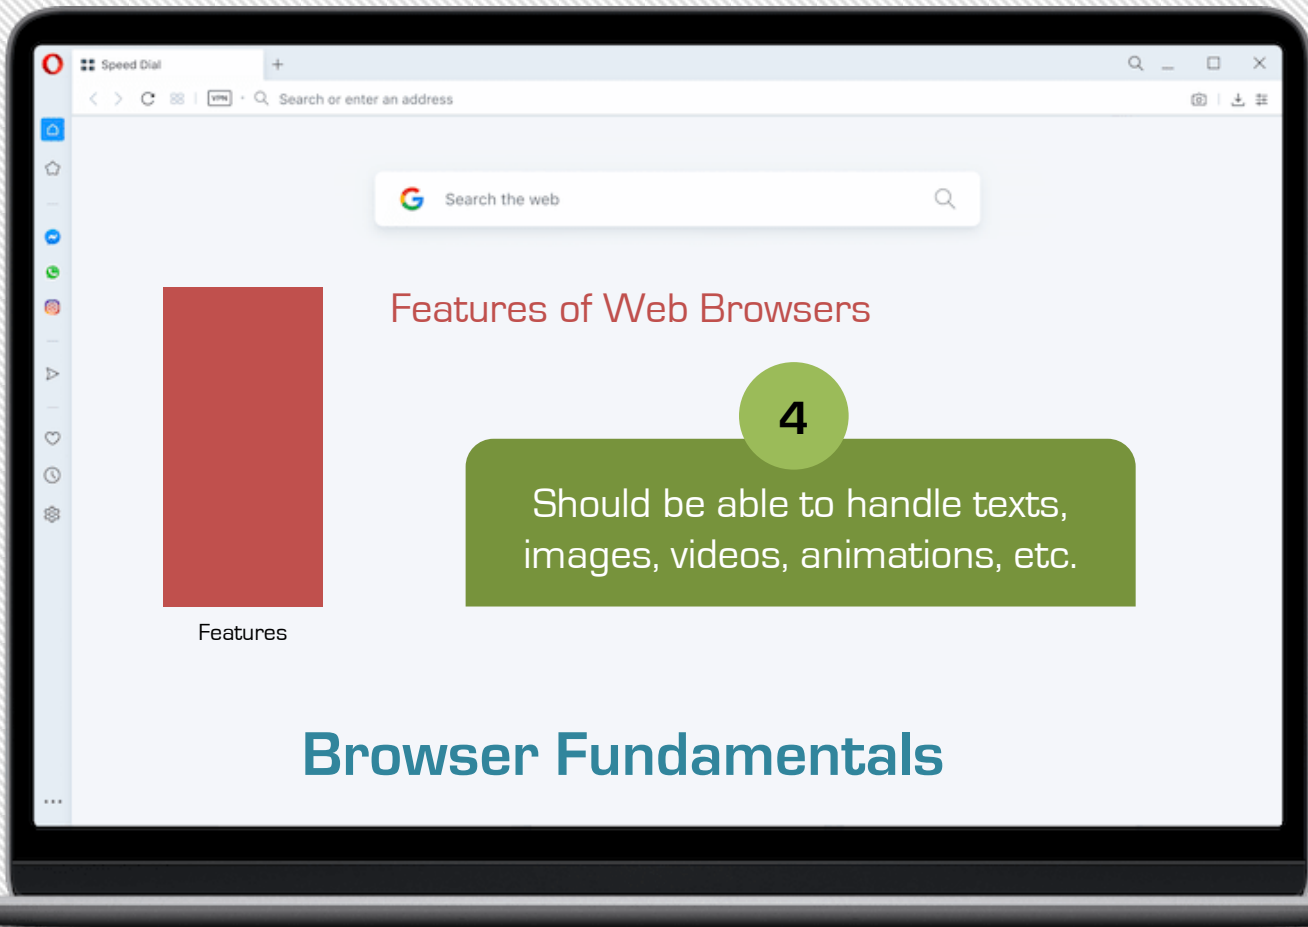 Speed Dial
VPN
Search or enter an address
Search the web
Features of Web Browsers
4
Should be able to handle texts,
images, videos, animations, etc.
Features
Browser Fundamentals